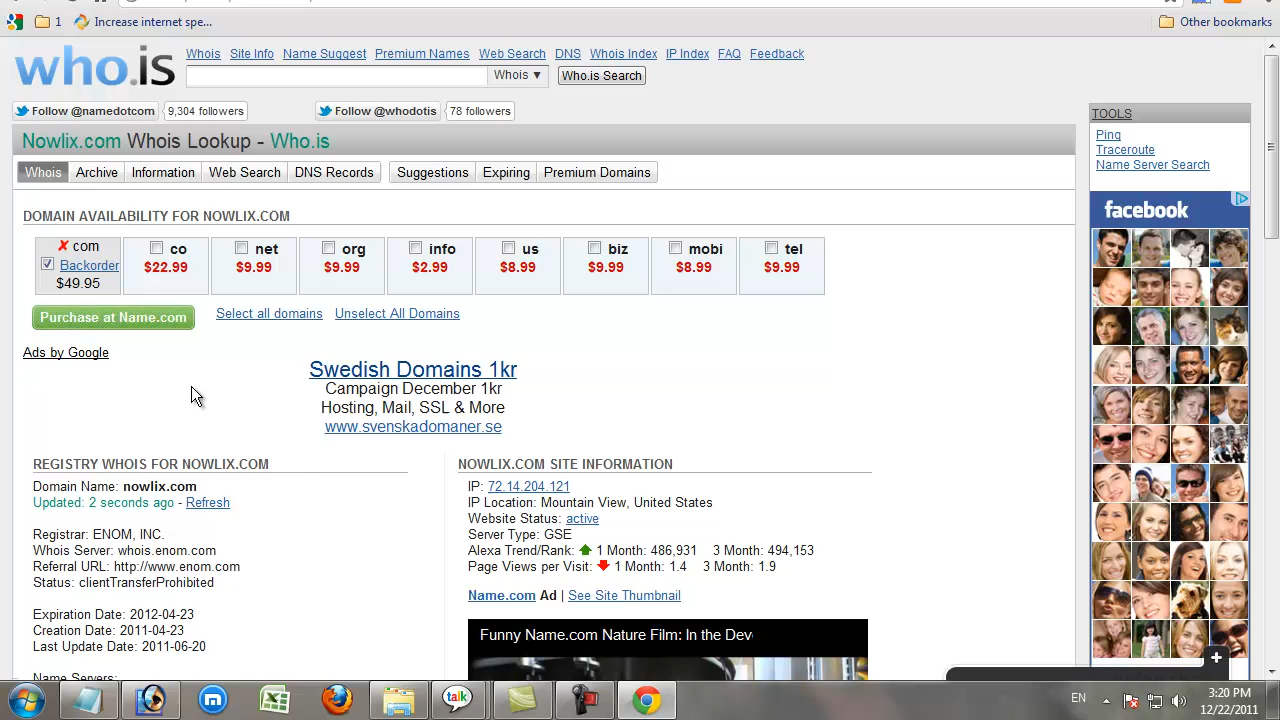 1
Increase internet spe...
Other bookmarks
who.is
Whois Site Info Name Suggest Premium Names Web Search DNS Whois Index IP Index FAQ Feedback
Whois ▼ Who.is Search
Follow @namedotcom 9,304 followers Follow @whodotis 78 followers
Nowlix.com Whois Lookup - Who.is
Whois Archive Information Web Search DNS Records Suggestions Expiring Premium Domains
DOMAIN AVAILABILITY FOR NOWLIX.COM
✗ com
Backorder
$49.95
co
$22.99
net
$9.99
org
$9.99
info
$2.99
us
$8.99
biz
$9.99
mobi
$8.99
tel
$9.99
Purchase at Name.com Select all domains Unselect All Domains
Ads by Google
Swedish Domains 1kr
Campaign December 1kr
Hosting, Mail, SSL & More
www.svenskadomaner.se
REGISTRY WHOIS FOR NOWLIX.COM
Domain Name: nowlix.com
Updated: 2 seconds ago - Refresh
Registrar: ENOM, INC.
Whois Server: whois.enom.com
Referral URL: http://www.enom.com
Status: clientTransferProhibited
Expiration Date: 2012-04-23
Creation Date: 2011-04-23
Last Update Date: 2011-06-20
Name Servers:
NOWLIX.COM SITE INFORMATION
IP: 72.14.204.121
IP Location: Mountain View, United States
Website Status: active
Server Type: GSE
Alexa Trend/Rank: 1 Month: 486,931 3 Month: 494,153
Page Views per Visit: 1 Month: 1.4 3 Month: 1.9
Name.com Ad | See Site Thumbnail
Funny Name.com Nature Film: In the Deve
TOOLS
Ping
Traceroute
Name Server Search
facebook
+
talk
EN
3:20 PM
12/22/2011